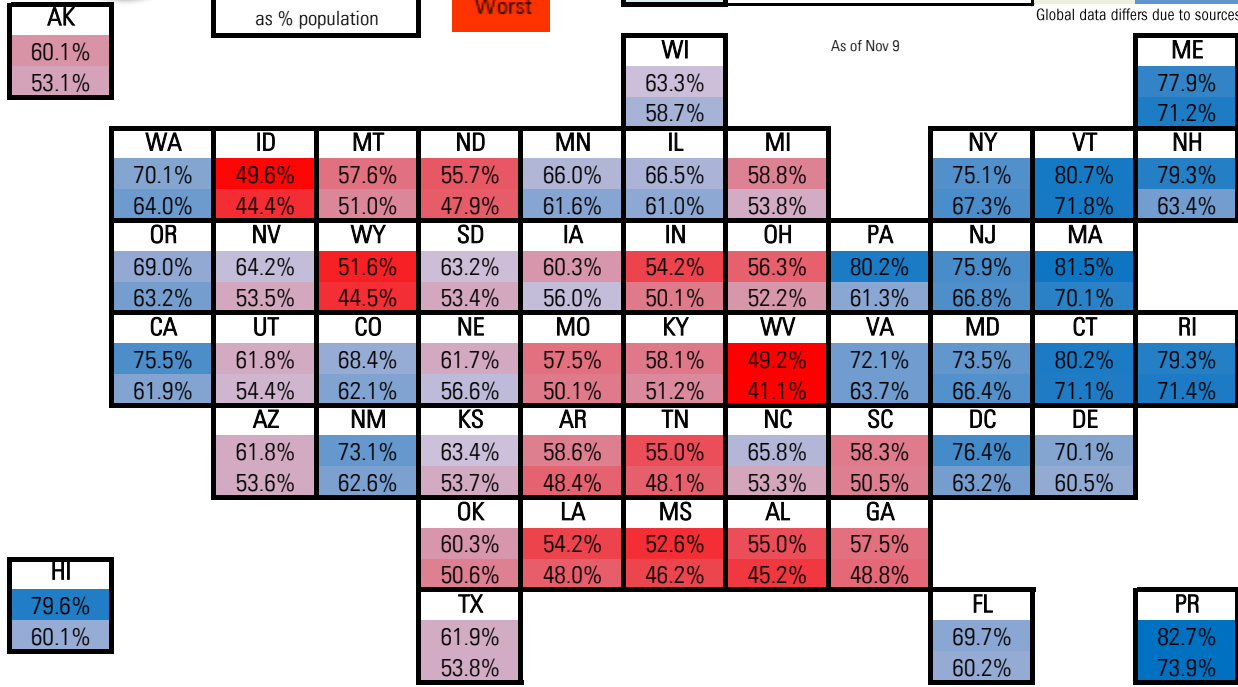 AK
60.1%
53.1%
as % population
Worst
Global data differs due to sources
As of Nov 9
WI
63.3%
58.7%
ME
77.9%
71.2%
WA ID MT ND MN IL MI NY VT NH
70.1% 49.6% 57.6% 55.7% 66.0% 66.5% 58.8% 75.1% 80.7% 79.3%
64.0% 44.4% 51.0% 47.9% 61.6% 61.0% 53.8% 67.3% 71.8% 63.4%
OR NV WY SD IA IN OH PA NJ MA
69.0% 64.2% 51.6% 63.2% 60.3% 54.2% 56.3% 80.2% 75.9% 81.5%
63.2% 53.5% 44.5% 53.4% 56.0% 50.1% 52.2% 61.3% 66.8% 70.1%
CA UT CO NE MO KY WV VA MD CT RI
75.5% 61.8% 68.4% 61.7% 57.5% 58.1% 49.2% 72.1% 73.5% 80.2% 79.3%
61.9% 54.4% 62.1% 56.6% 50.1% 51.2% 41.1% 63.7% 66.4% 71.1% 71.4%
AZ NM KS AR TN NC SC DC DE
61.8% 73.1% 63.4% 58.6% 55.0% 65.8% 58.3% 76.4% 70.1%
53.6% 62.6% 53.7% 48.4% 48.1% 53.3% 50.5% 63.2% 60.5%
OK LA MS AL GA
60.3% 54.2% 52.6% 55.0% 57.5%
50.6% 48.0% 46.2% 45.2% 48.8%
HI
79.6%
60.1%
TX FL PR
61.9% 69.7% 82.7%
53.8% 60.2% 73.9%